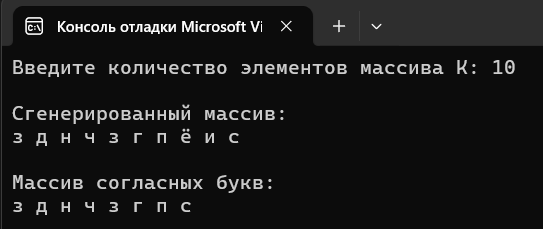 Консоль отладки Microsoft Vi
Введите количество элементов массива К: 10
Сгенерированный массив:
з д н ч з г п ё и с
Массив согласных букв:
з д н ч з г п с